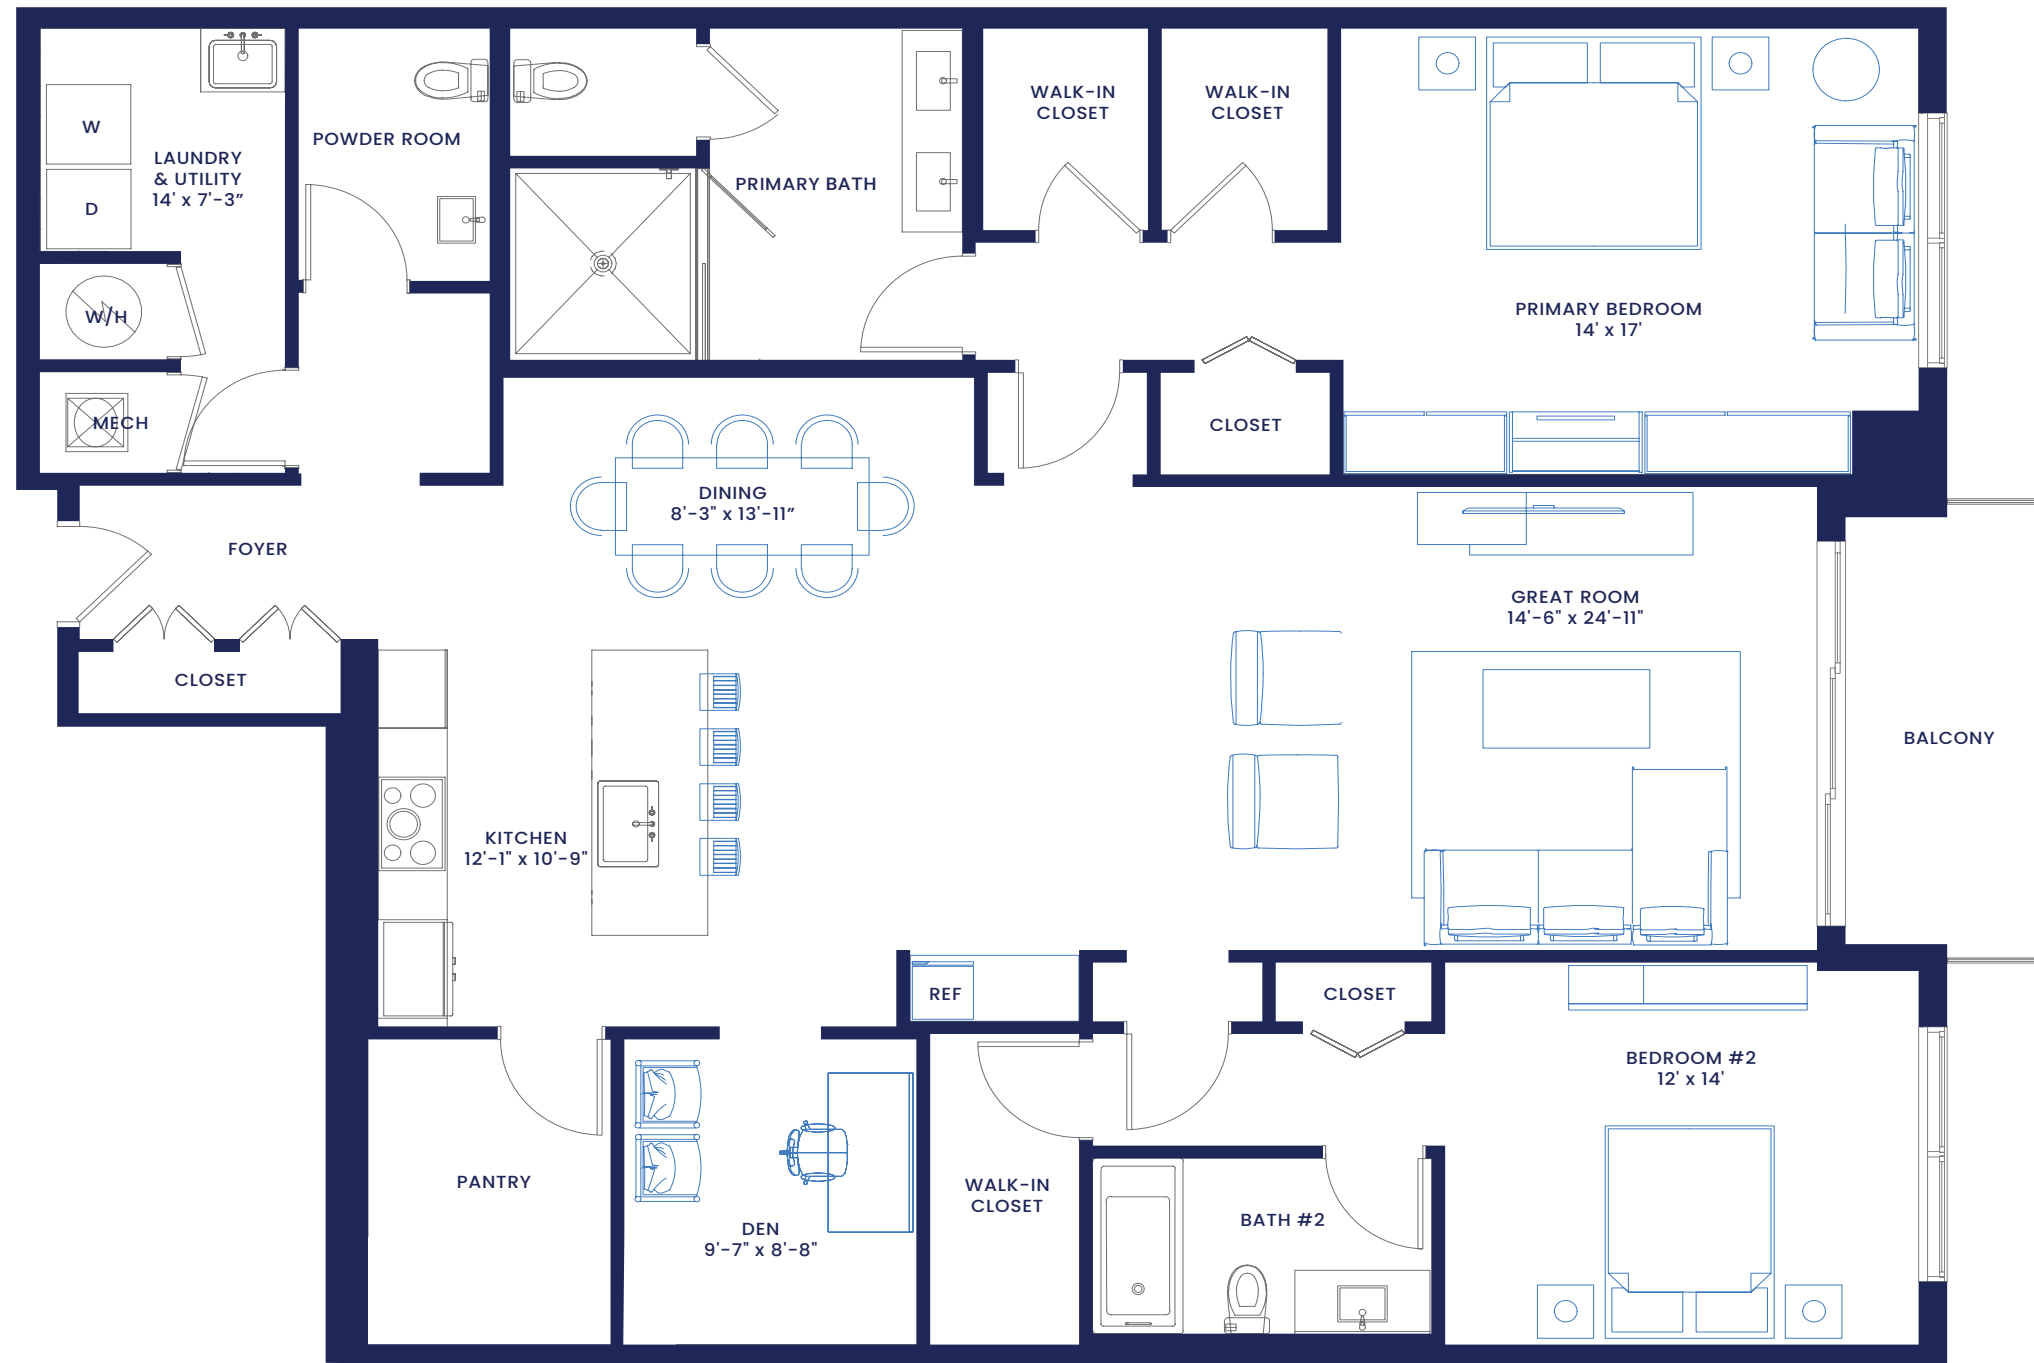 W
D
LAUNDRY
& UTILITY
14' x 7'-3”
W/H
MECH
POWDER ROOM
PRIMARY BATH
WALK-IN
CLOSET
WALK-IN
CLOSET
PRIMARY BEDROOM
14' x 17'
CLOSET
FOYER
CLOSET
DINING
8'-3" x 13'-11”
GREAT ROOM
14'-6" x 24'-11"
BALCONY
KITCHEN
12'-1" x 10'-9"
REF
CLOSET
BEDROOM #2
12' x 14'
PANTRY
DEN
9'-7" x 8'-8"
WALK-IN
CLOSET
BATH #2